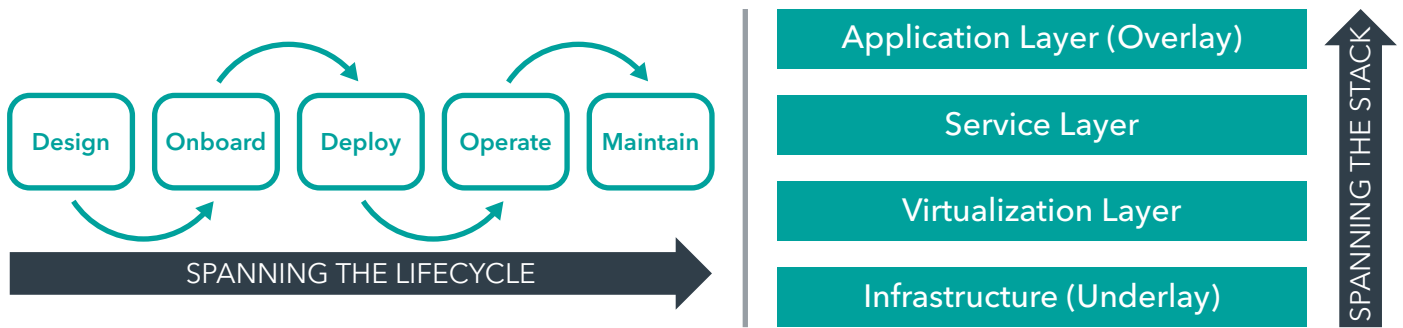 Design
Onboard
Deploy
Operate
Maintain
SPANNING THE LIFECYCLE
Application Layer (Overlay)
Service Layer
Virtualization Layer
Infrastructure (Underlay)
SPANNING THE STACK